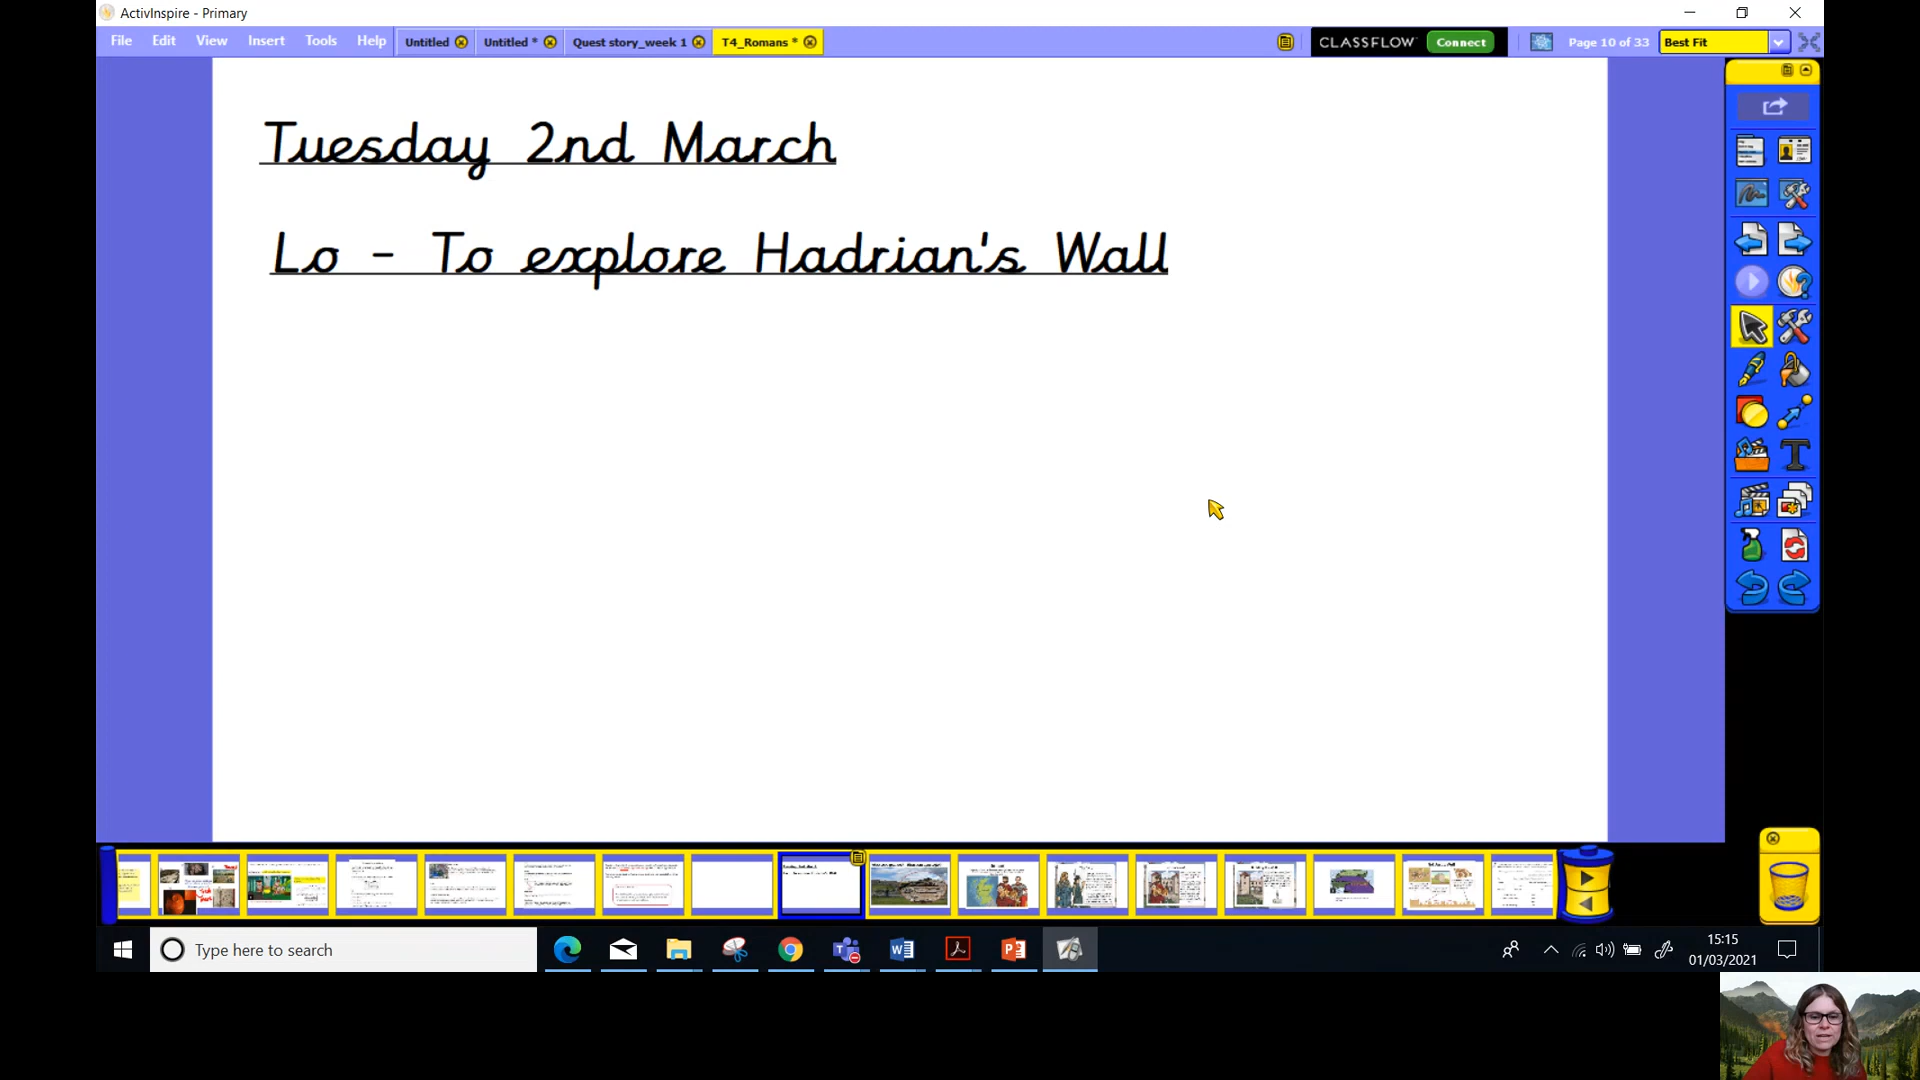 ActivInspire - Primary
File Edit View Insert Tools Help Untitled Untitled * Quest story_week 1 T4_Romans * CLASSFLOW Connect Page 10 of 33 Best Fit
Tuesday 2nd March
Lo - To explore Hadrian's Wall
Type here to search
15:15
01/03/2021